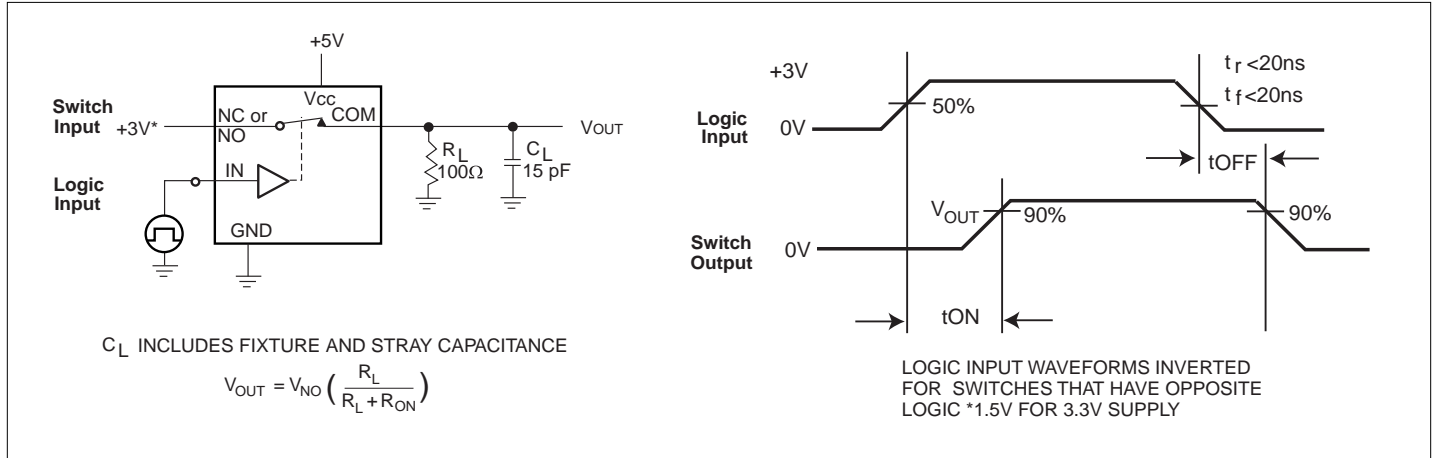 +5V
Vcc
Switch
Input
+3V*
NC or
NO
COM
VOUT
RL
100Ω
CL
15 pF
IN
Logic
Input
GND
CL INCLUDES FIXTURE AND STRAY CAPACITANCE
VOUT = VNO ( RL / RL + RON )
+3V
Logic
Input
0V
50%
tr <20ns
tf <20ns
tOFF
VOUT
90%
90%
Switch
Output
0V
tON
LOGIC INPUT WAVEFORMS INVERTED
FOR SWITCHES THAT HAVE OPPOSITE
LOGIC *1.5V FOR 3.3V SUPPLY